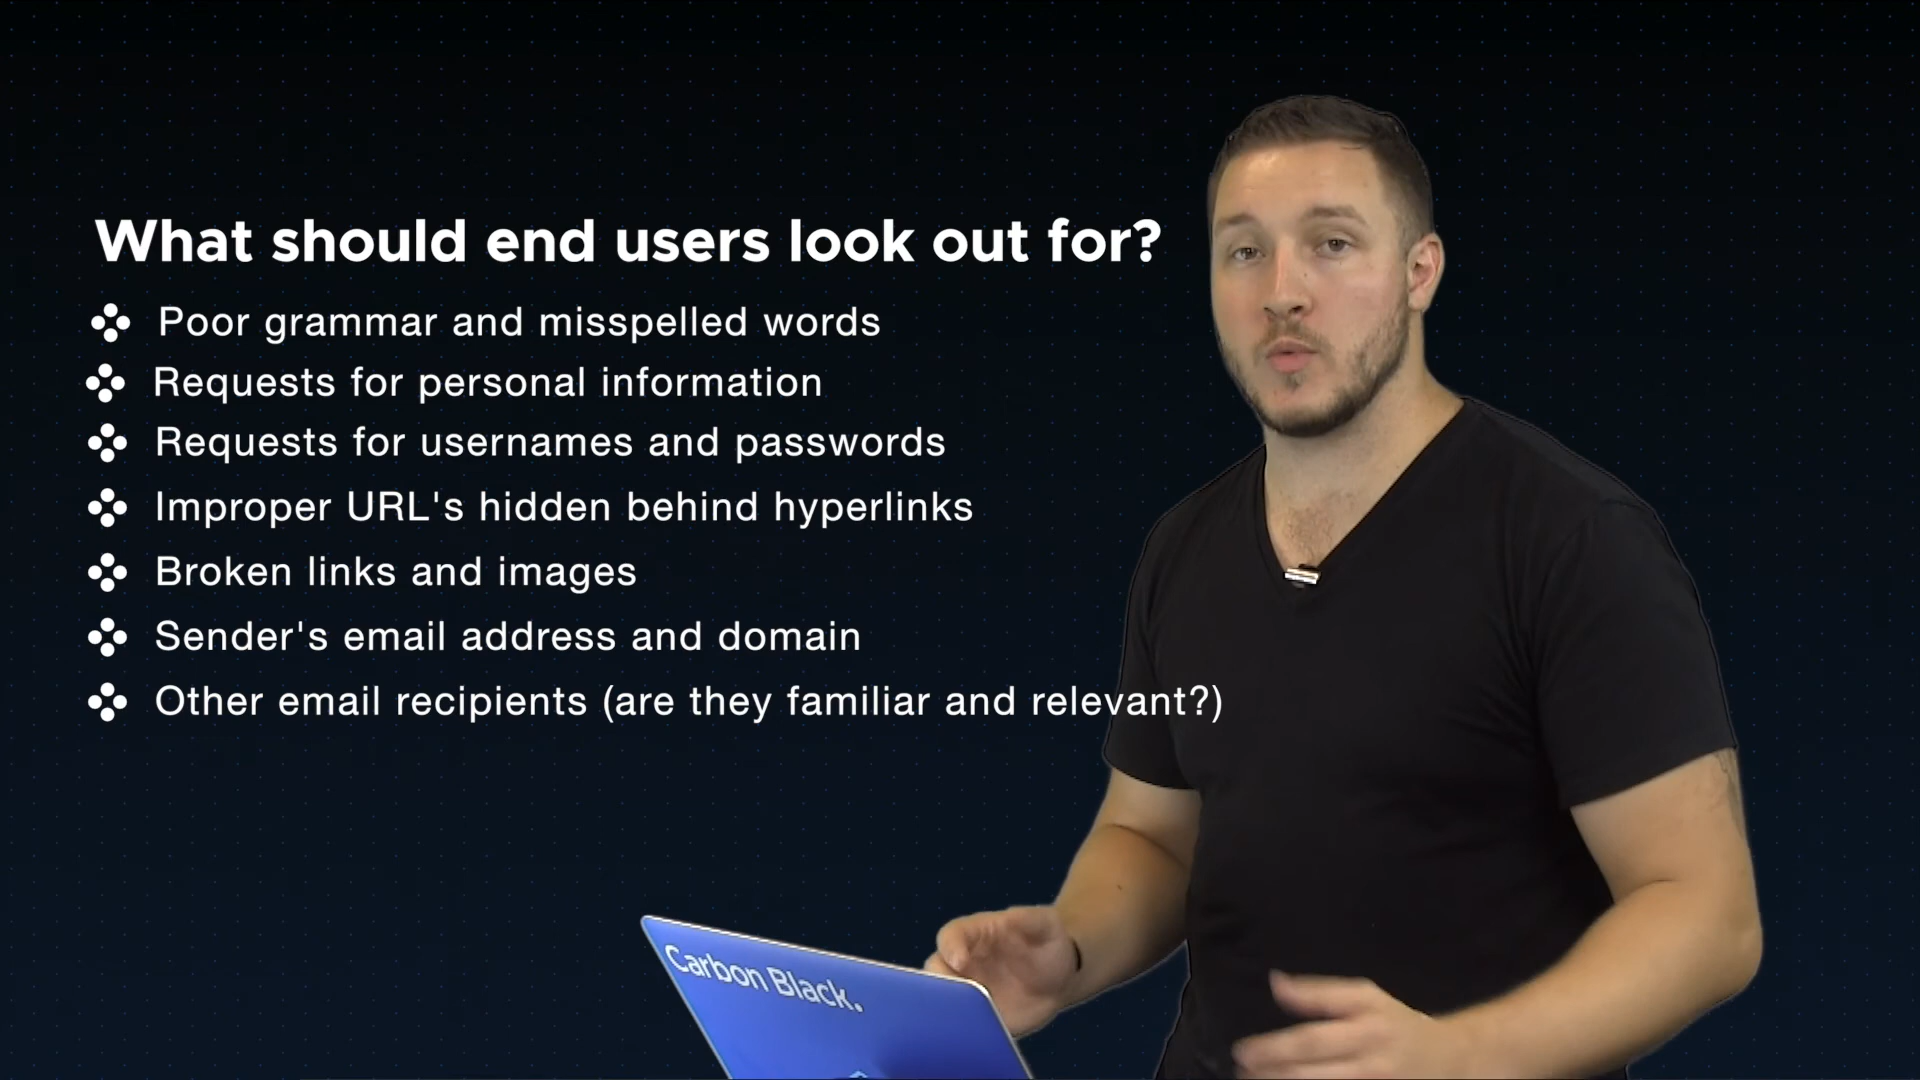 What should end users look out for?
Poor grammar and misspelled words
Requests for personal information
Requests for usernames and passwords
Improper URL's hidden behind hyperlinks
Broken links and images
Sender's email address and domain
Other email recipients (are they familiar and relevant?)
Carbon Black.